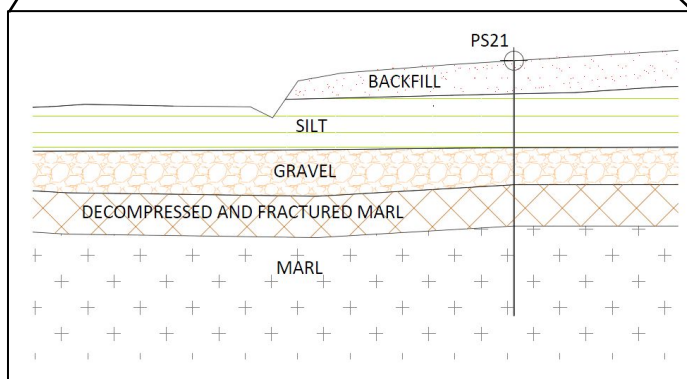 PS21
BACKFILL
SILT
GRAVEL
DECOMPRESSED AND FRACTURED MARL
MARL